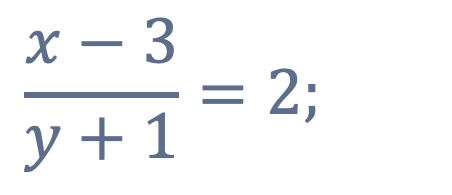 x − 3
y + 1
= 2;